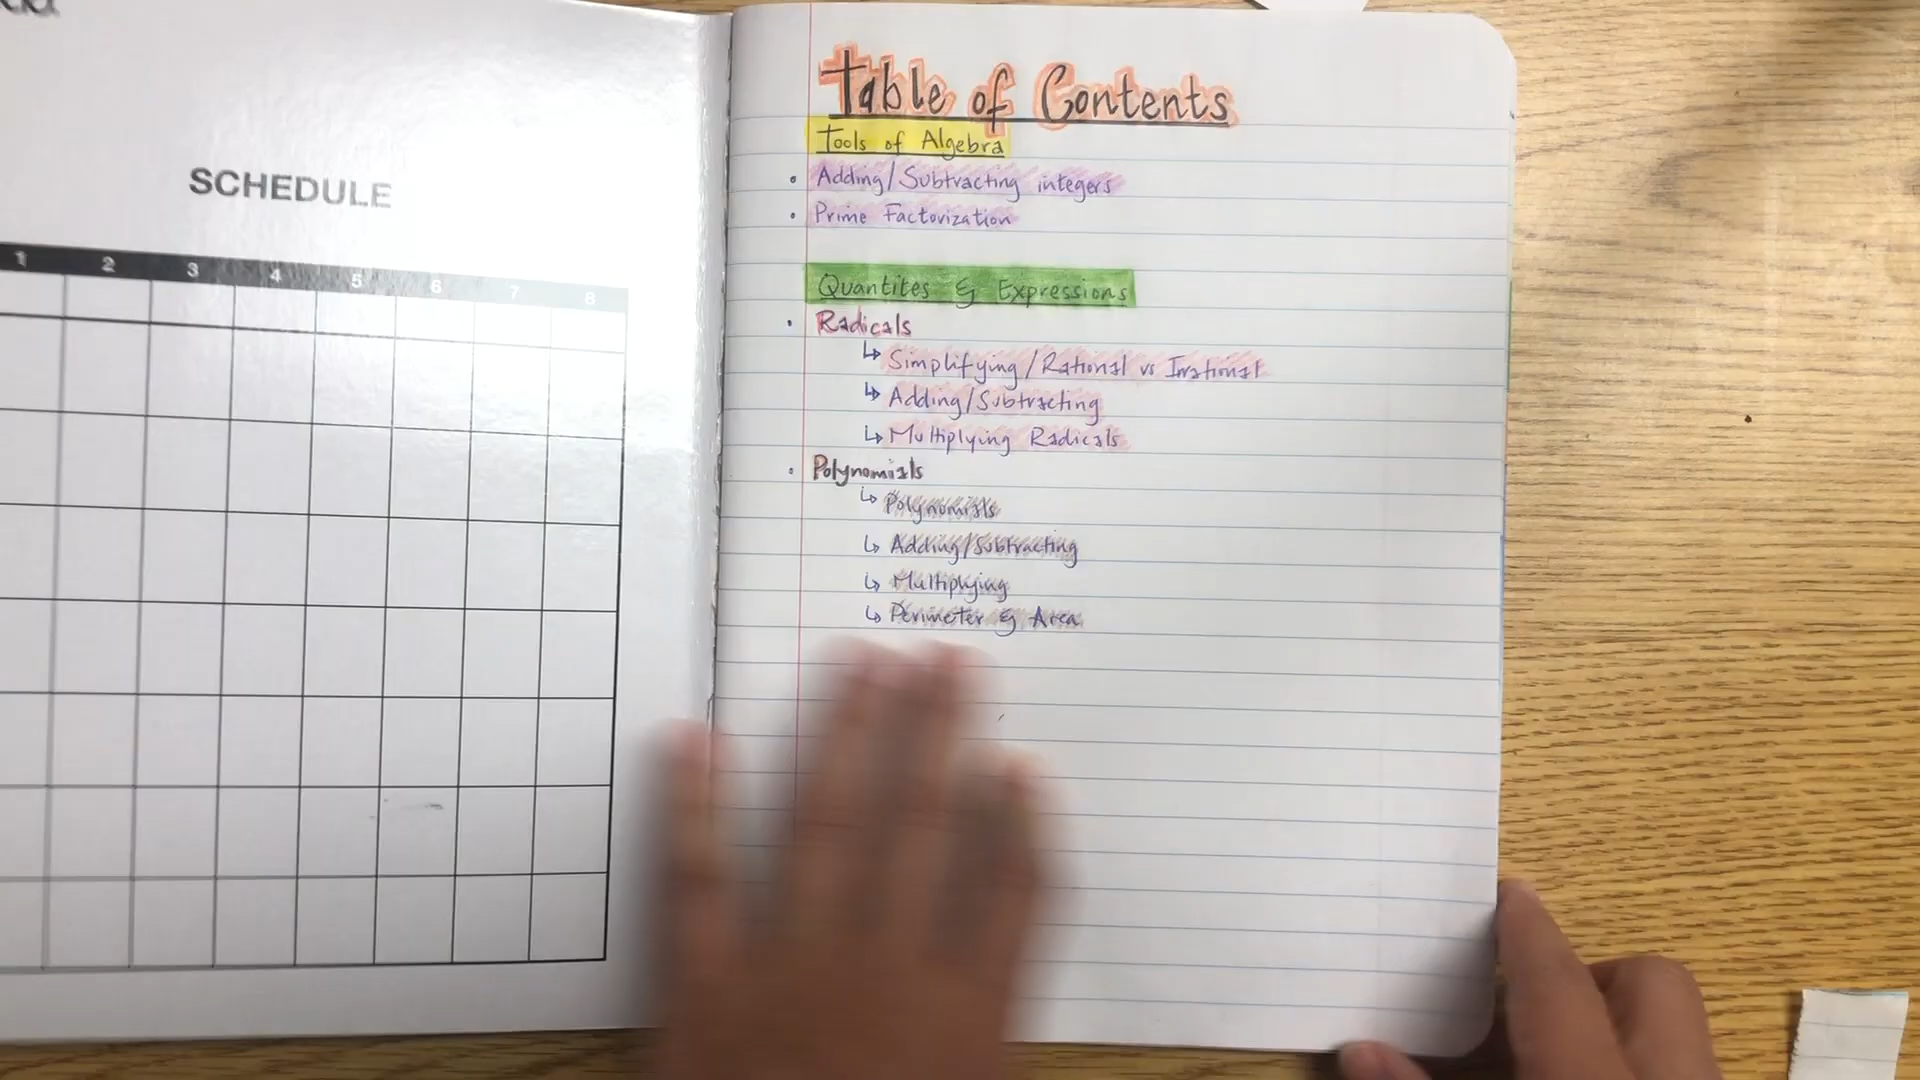 SCHEDULE
1 2 3 4 5 6 7 8
Table of Contents
Tools of Algebra
• Adding/Subtracting integers
• Prime Factorization
Quantites & Expressions
• Radicals
↳ Simplifying/Rational vs Irrational
↳ Adding/Subtracting
↳ Multiplying Radicals
• Polynomials
↳ Polynomials
↳ Adding/Subtracting
↳ Multiplying
↳ Perimeter & Area